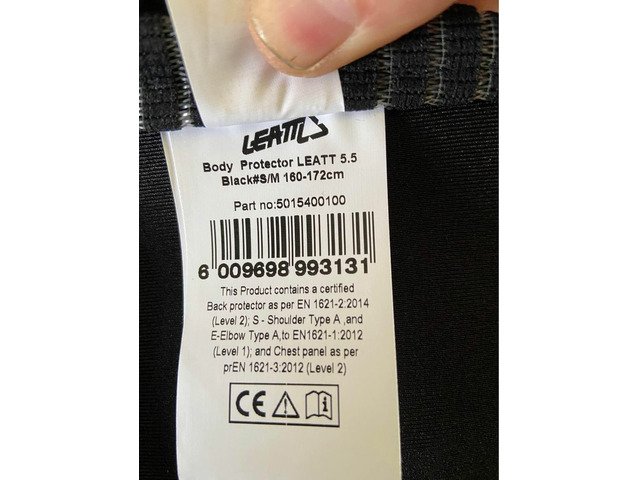 LEATT
Body Protector LEATT 5.5
Black#S/M 160-172cm
Part no:5015400100
6 009698 993131
This Product contains a certified
Back protector as per EN 1621-2:2014
(Level 2); S - Shoulder Type A ,and
E-Elbow Type A,to EN1621-1:2012
(Level 1); and Chest panel as per
prEN 1621-3:2012 (Level 2)
CE